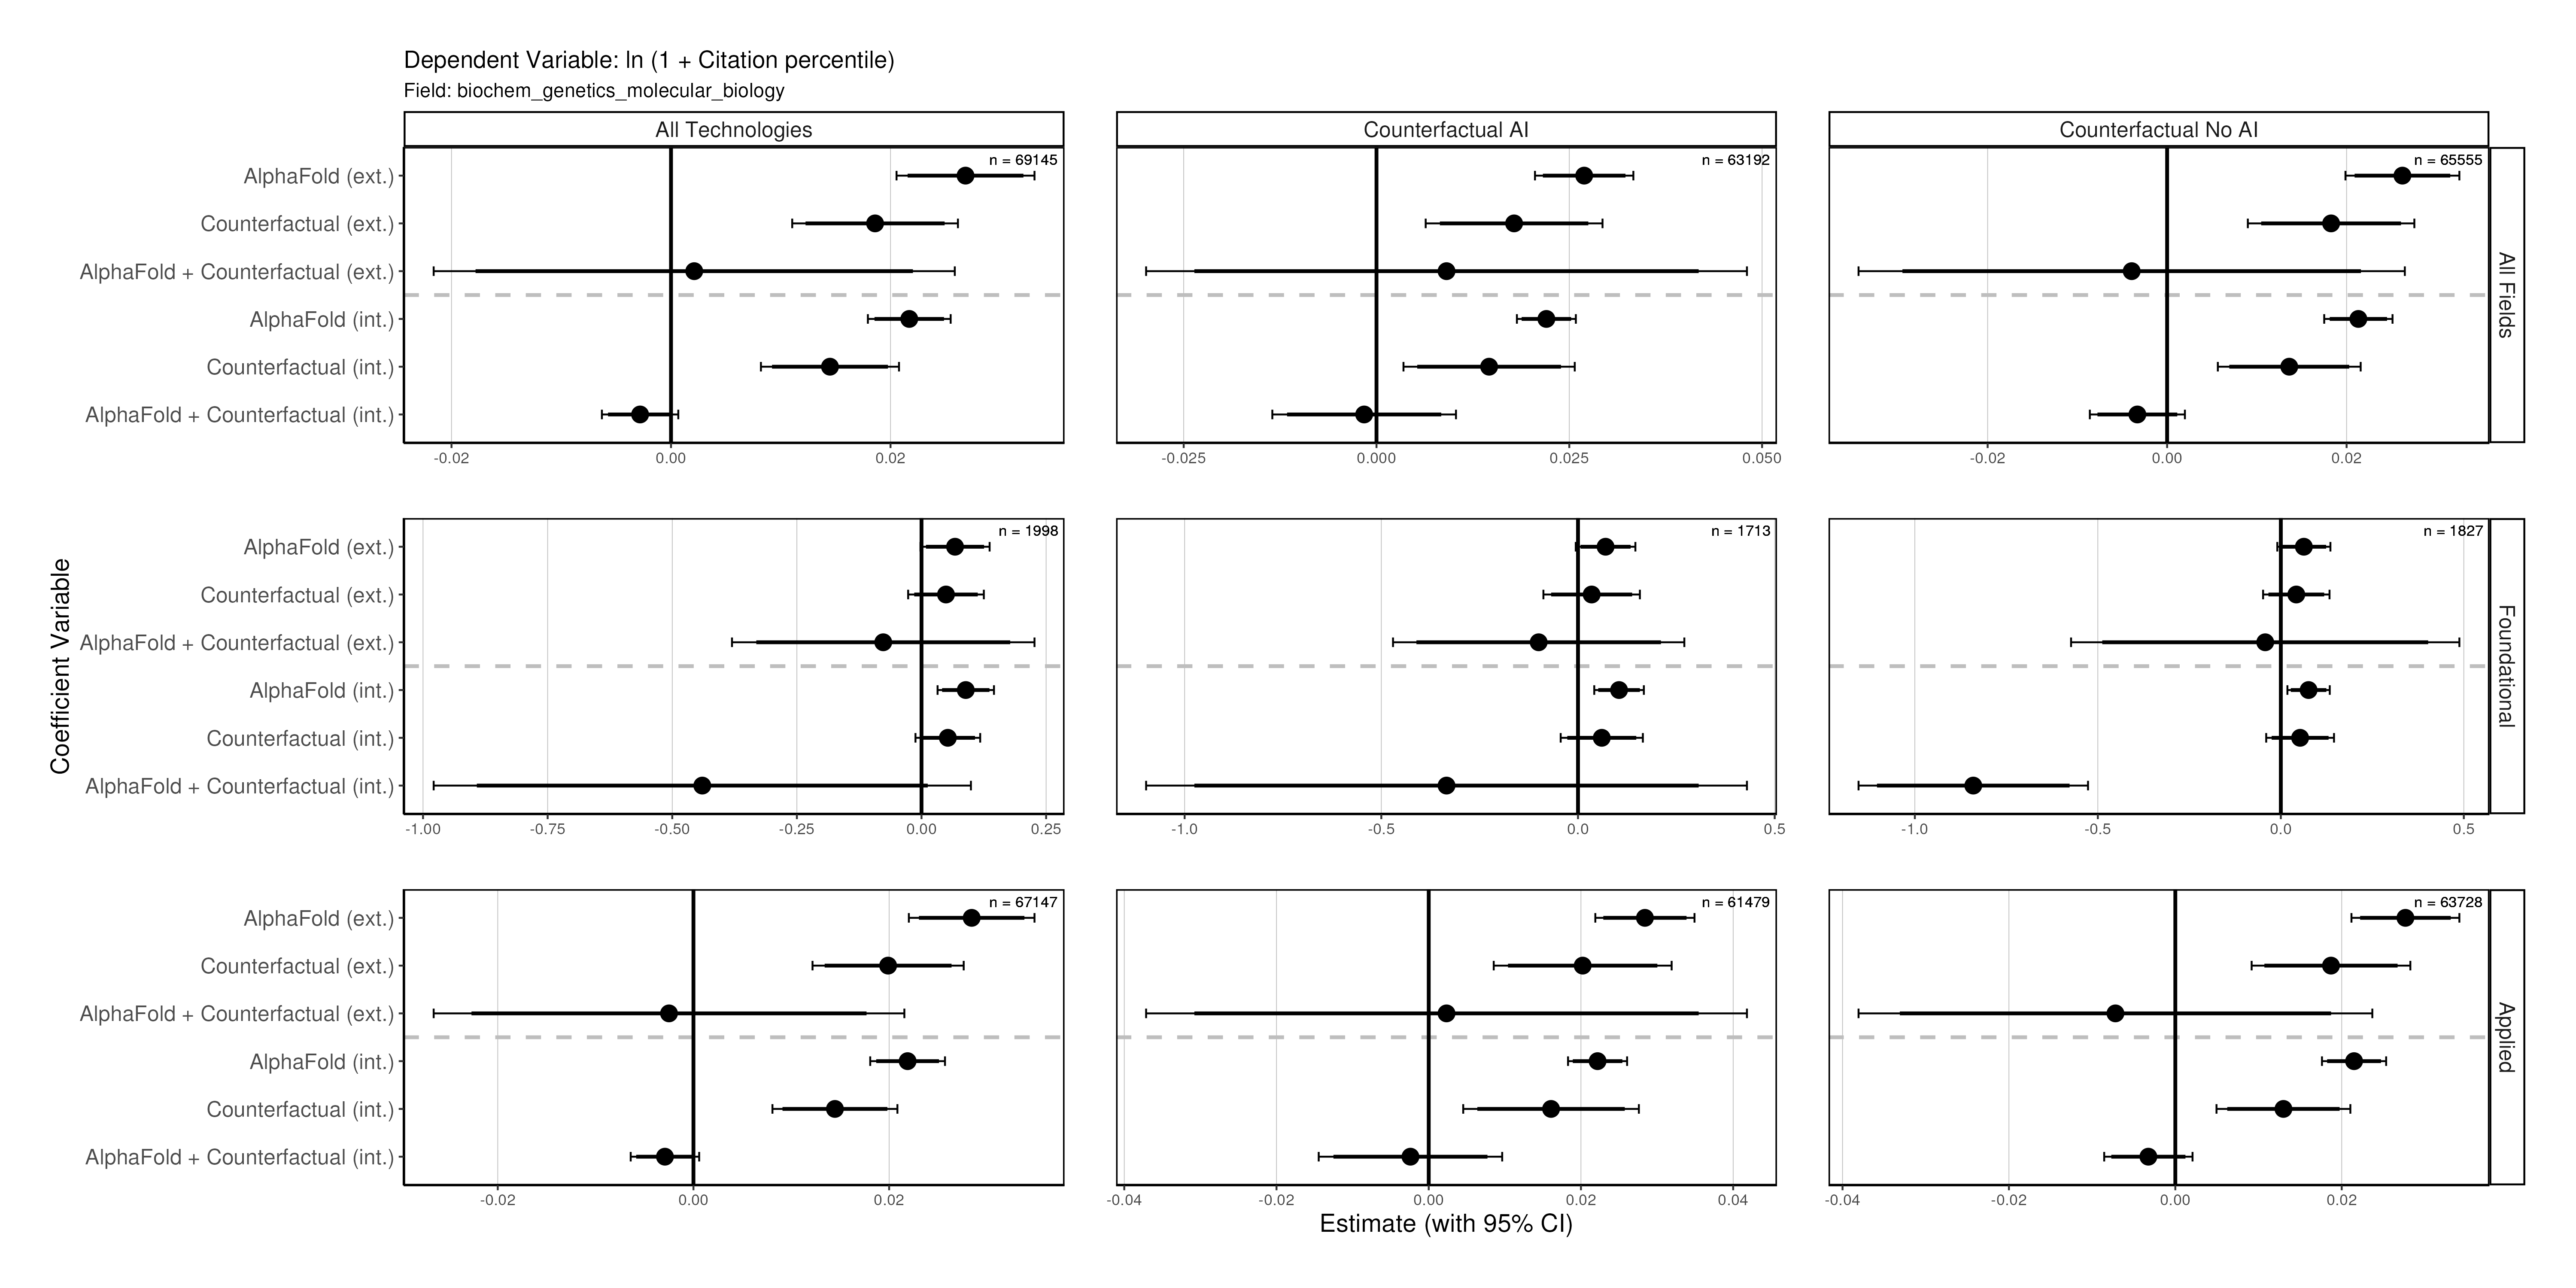 Dependent Variable: ln (1 + Citation percentile)
Field: biochem_genetics_molecular_biology
All Technologies
Counterfactual AI
Counterfactual No AI
AlphaFold (ext.)
Counterfactual (ext.)
AlphaFold + Counterfactual (ext.)
AlphaFold (int.)
Counterfactual (int.)
AlphaFold + Counterfactual (int.)
n = 69145
n = 63192
n = 65555
All Fields
-0.02 0.00 0.02
-0.025 0.000 0.025 0.050
-0.02 0.00 0.02
Coefficient Variable
AlphaFold (ext.)
Counterfactual (ext.)
AlphaFold + Counterfactual (ext.)
AlphaFold (int.)
Counterfactual (int.)
AlphaFold + Counterfactual (int.)
n = 1998
n = 1713
n = 1827
Foundational
-1.00 -0.75 -0.50 -0.25 0.00 0.25
-1.0 -0.5 0.0 0.5
-1.0 -0.5 0.0 0.5
AlphaFold (ext.)
Counterfactual (ext.)
AlphaFold + Counterfactual (ext.)
AlphaFold (int.)
Counterfactual (int.)
AlphaFold + Counterfactual (int.)
n = 67147
n = 61479
n = 63728
Applied
-0.02 0.00 0.02
-0.04 -0.02 0.00 0.02 0.04
-0.04 -0.02 0.00 0.02
Estimate (with 95% CI)